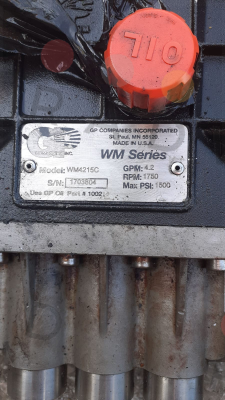 OIL
GP COMPANIES INCORPORATED
St. Paul, MN 55120
MADE IN U.S.A.
WM Series
Model: WM4215C
GPM: 4.2
S/N: 1703804
RPM: 1750
Use GP Oil Part # 1002
Max PSI: 1500